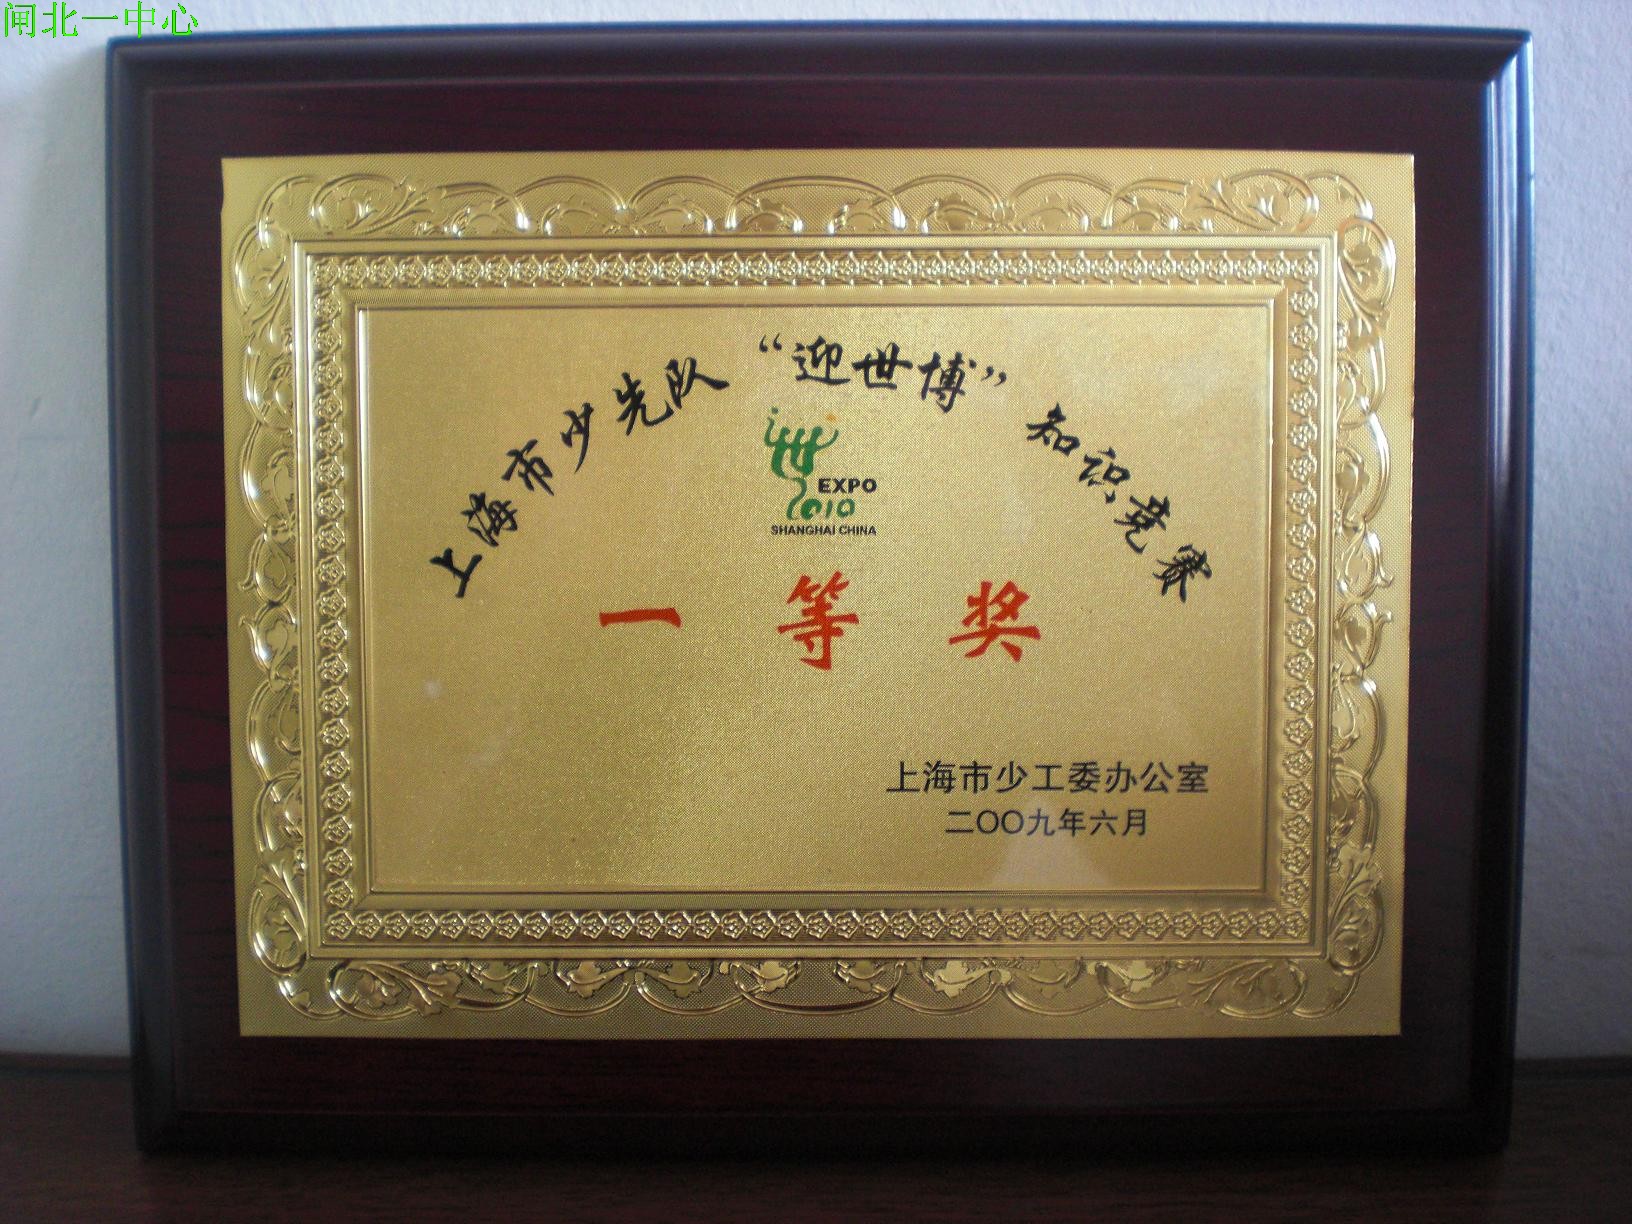 闸北一中心
上海市少先队“迎世博”知识竞赛
EXPO
2010
SHANGHAI CHINA
一等奖
上海市少工委办公室
二〇〇九年六月